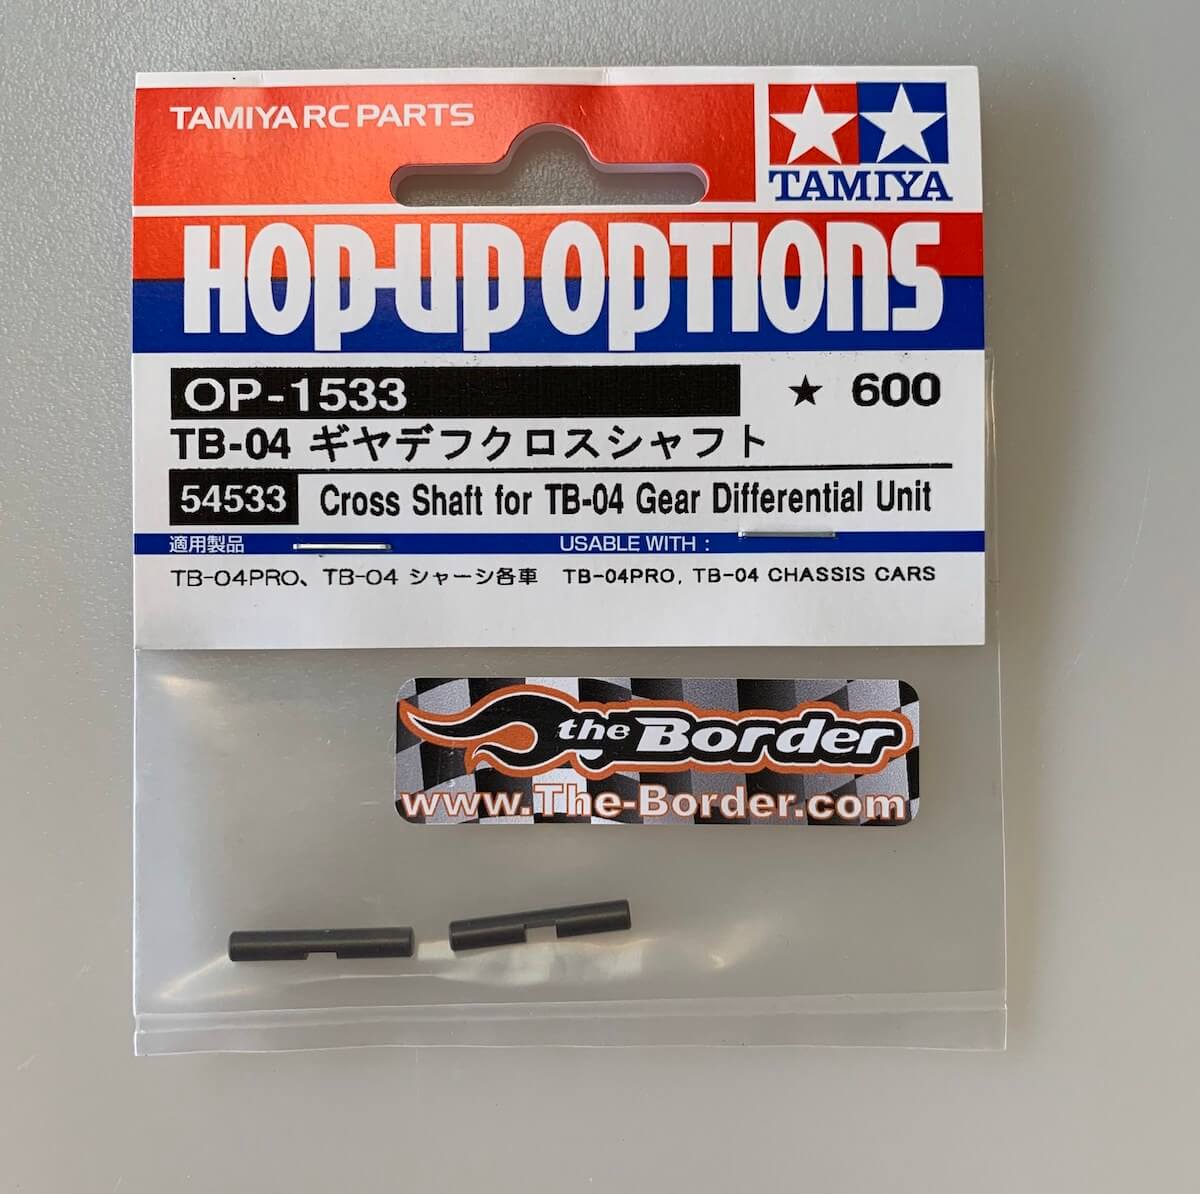 TAMIYA RC PARTS
TAMIYA
HOP-UP OPTIONS
OP-1533 ★ 600
TB-04 ギヤデフクロスシャフト
54533 Cross Shaft for TB-04 Gear Differential Unit
適用製品 USABLE WITH :
TB-04PRO、TB-04 シャーシ各車 TB-04PRO, TB-04 CHASSIS CARS
the Border
www.The-Border.com